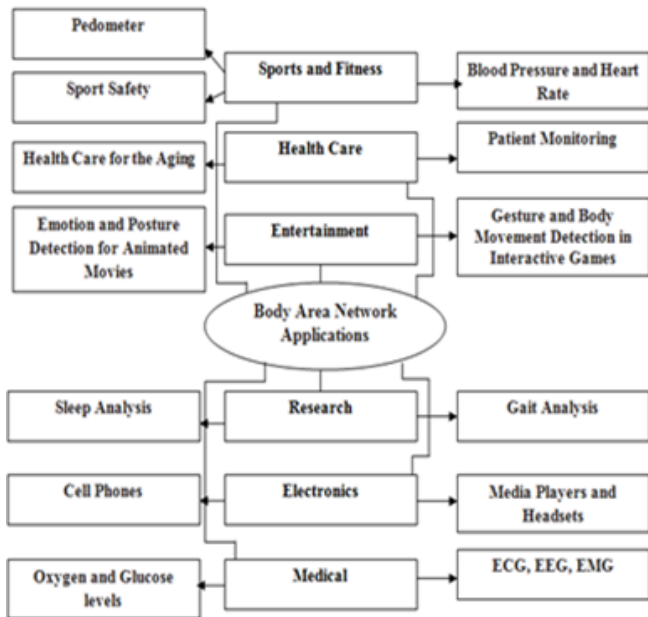 Pedometer
Sports and Fitness
Blood Pressure and Heart
Rate
Sport Safety
Health Care
Patient Monitoring
Health Care for the Aging
Emotion and Posture
Detection for Animated
Movies
Entertainment
Gesture and Body
Movement Detection in
Interactive Games
Body Area Network
Applications
Sleep Analysis
Research
Gait Analysis
Cell Phones
Electronics
Media Players and
Headsets
Oxygen and Glucose
levels
Medical
ECG, EEG, EMG